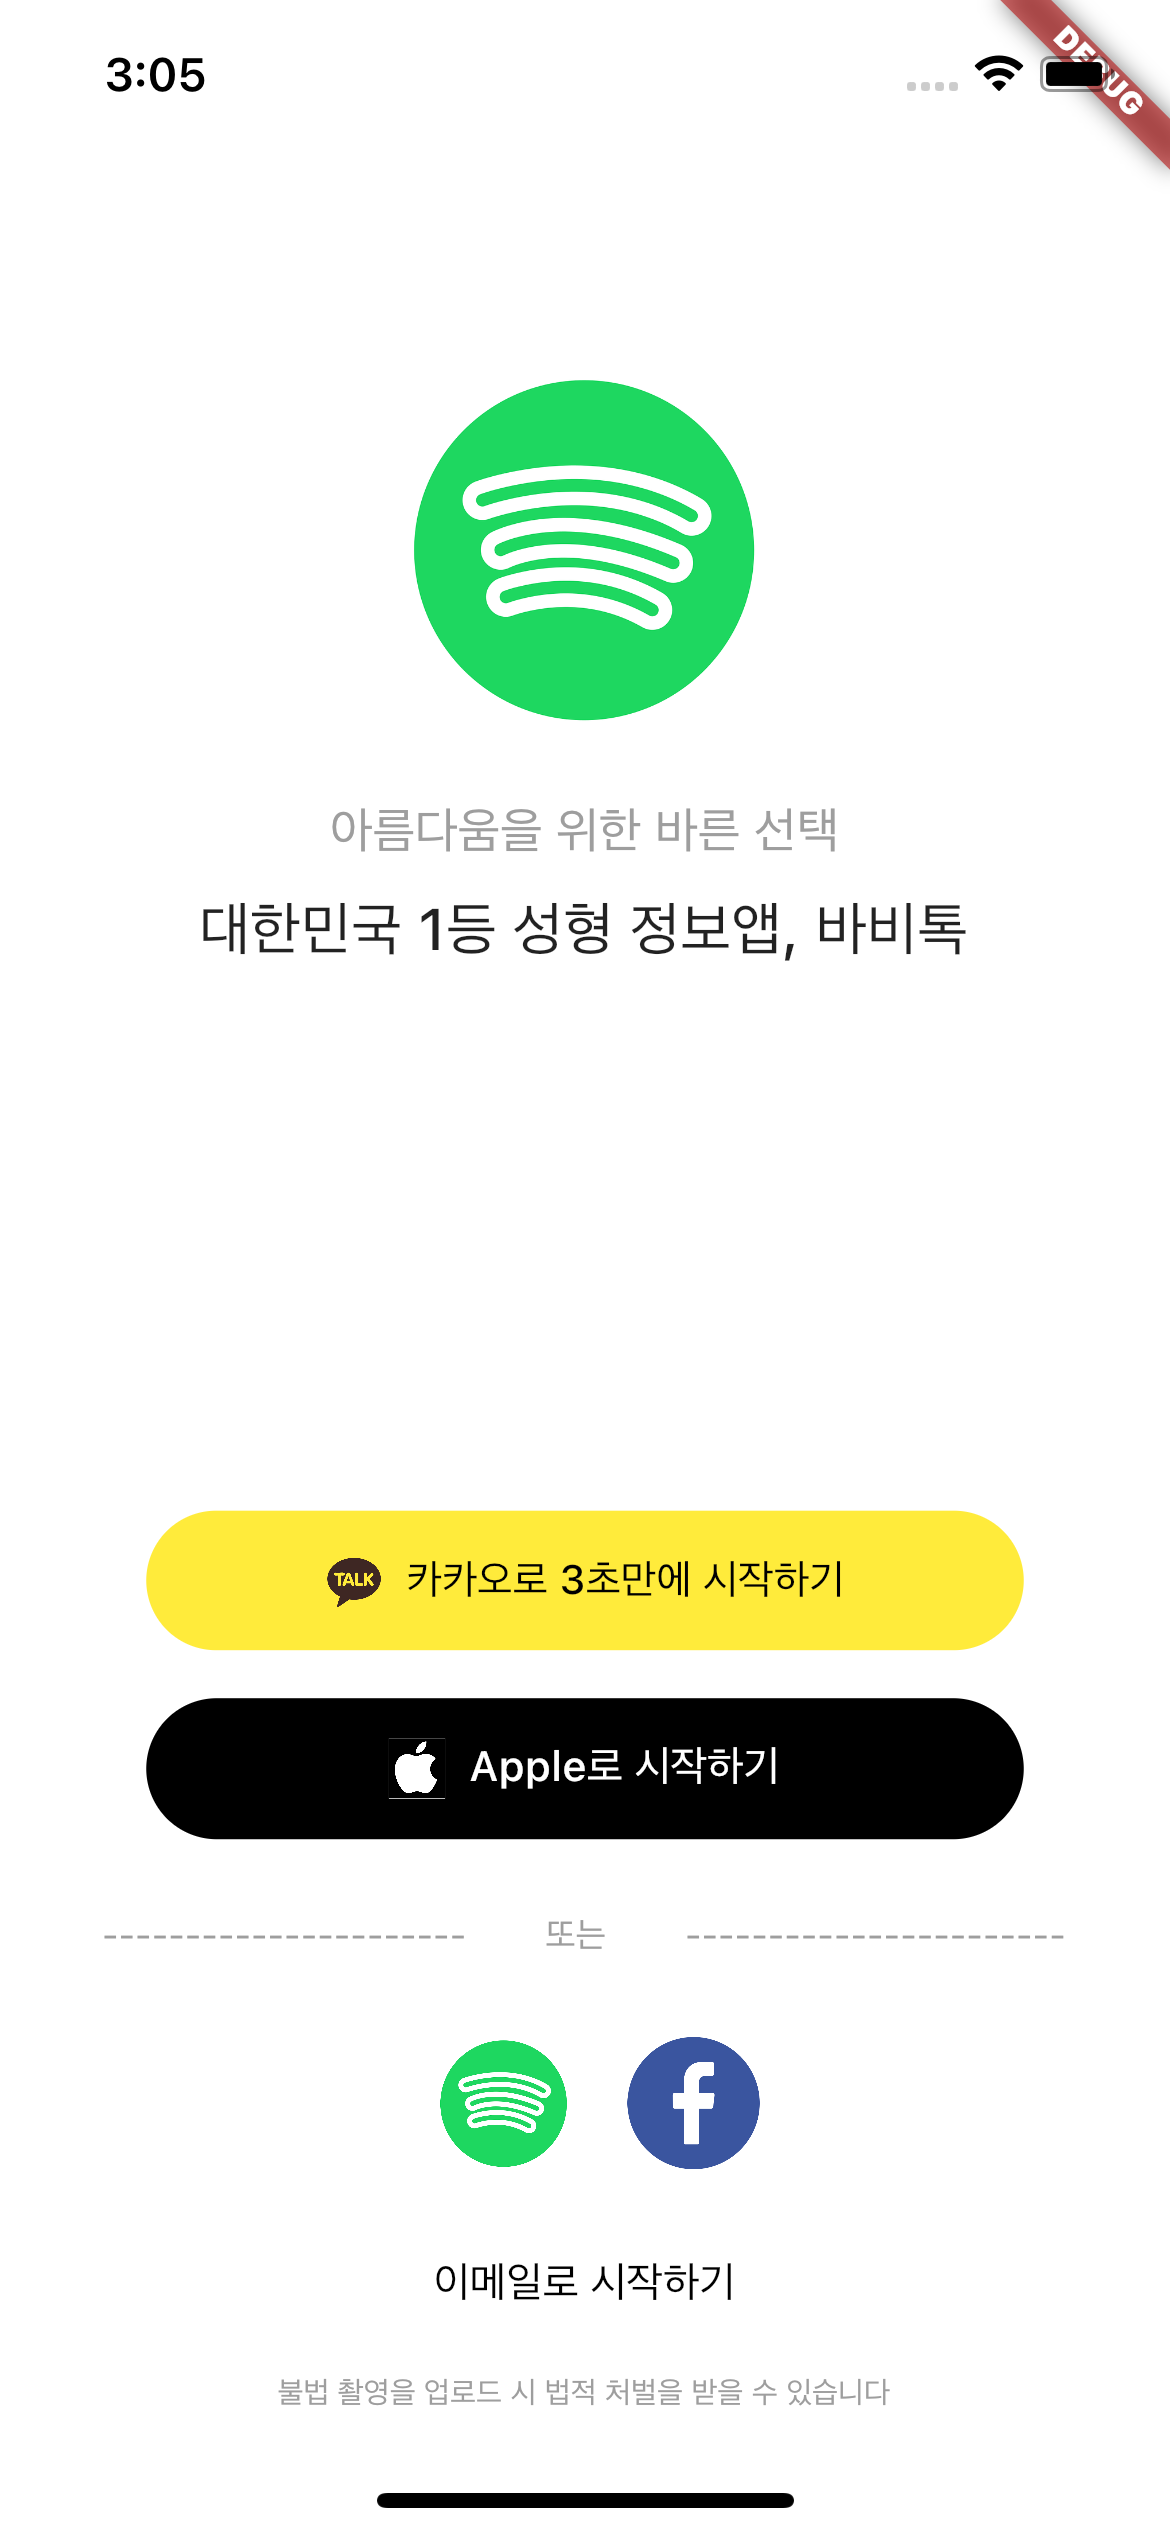 3:05
DEBUG
아름다움을 위한 바른 선택
대한민국 1등 성형 정보앱, 바비톡
TALK 카카오로 3초만에 시작하기
Apple로 시작하기
---------------------- 또는 -----------------------
이메일로 시작하기
불법 촬영을 업로드 시 법적 처벌을 받을 수 있습니다